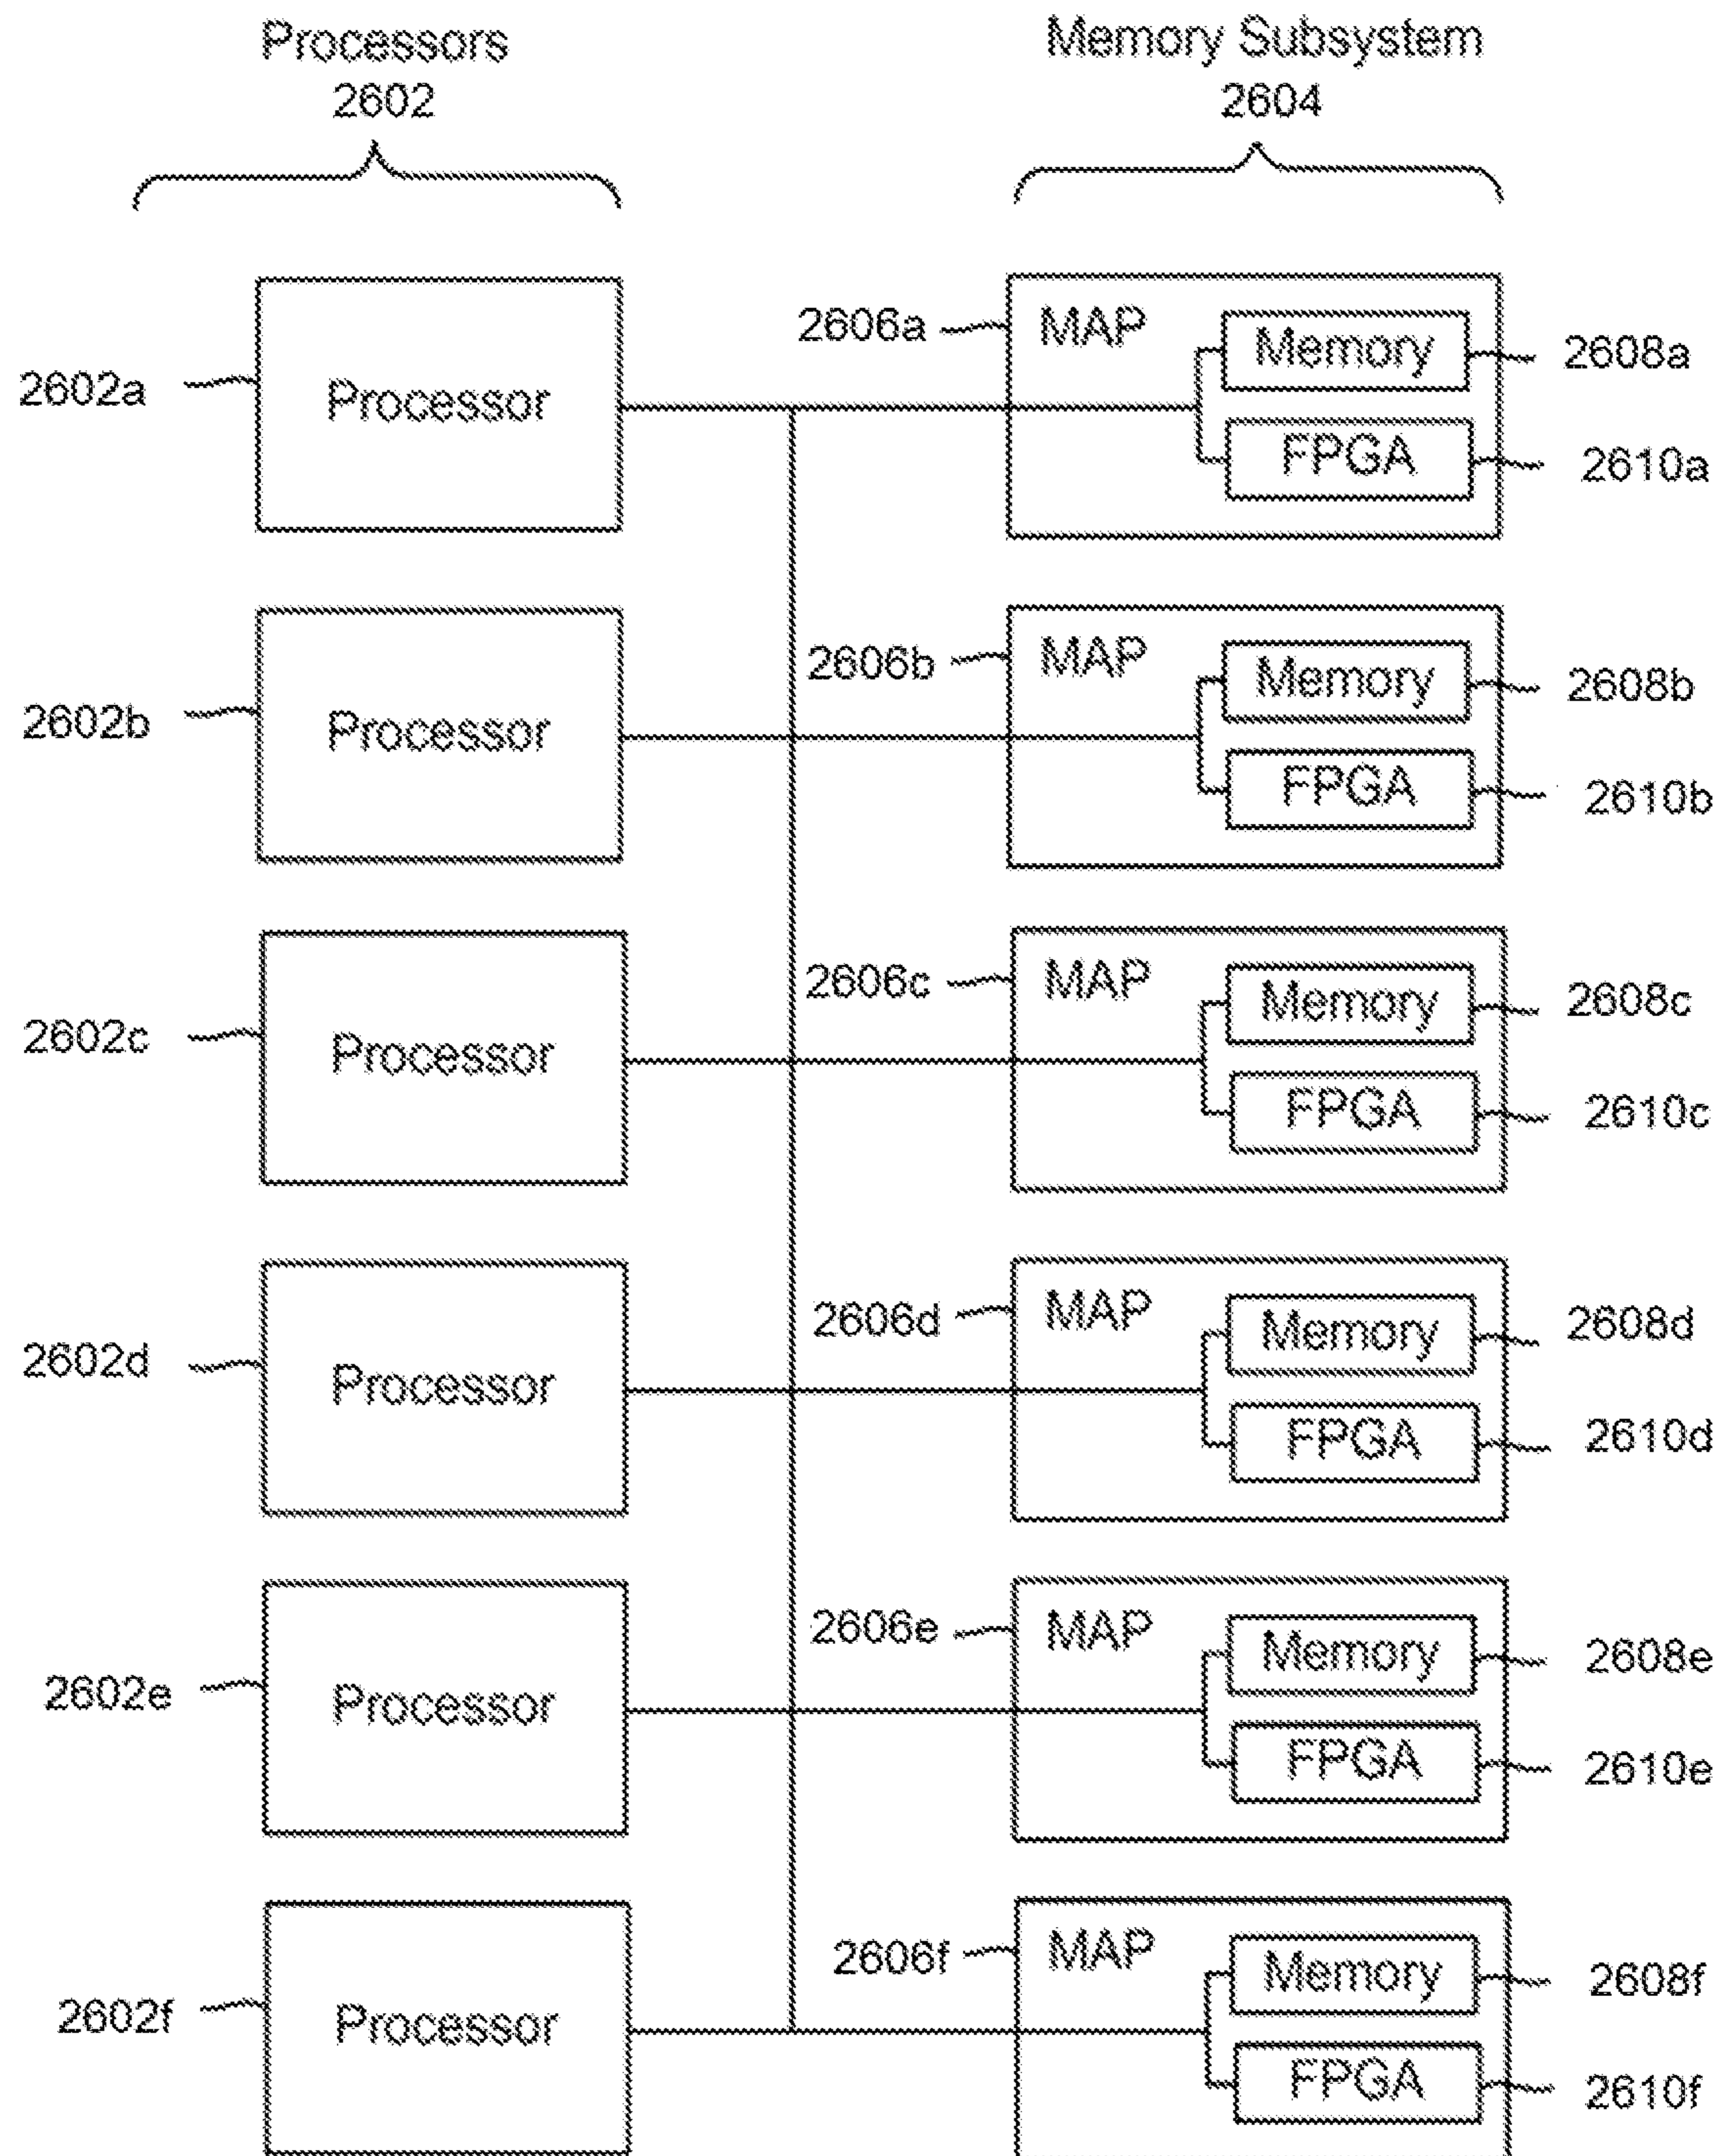 Processors
2602
Memory Subsystem
2604
2602a
Processor
2606a
MAP
Memory
2608a
FPGA
2610a
2602b
Processor
2606b
MAP
Memory
2608b
FPGA
2610b
2602c
Processor
2606c
MAP
Memory
2608c
FPGA
2610c
2602d
Processor
2606d
MAP
Memory
2608d
FPGA
2610d
2602e
Processor
2606e
MAP
Memory
2608e
FPGA
2610e
2602f
Processor
2606f
MAP
Memory
2608f
FPGA
2610f